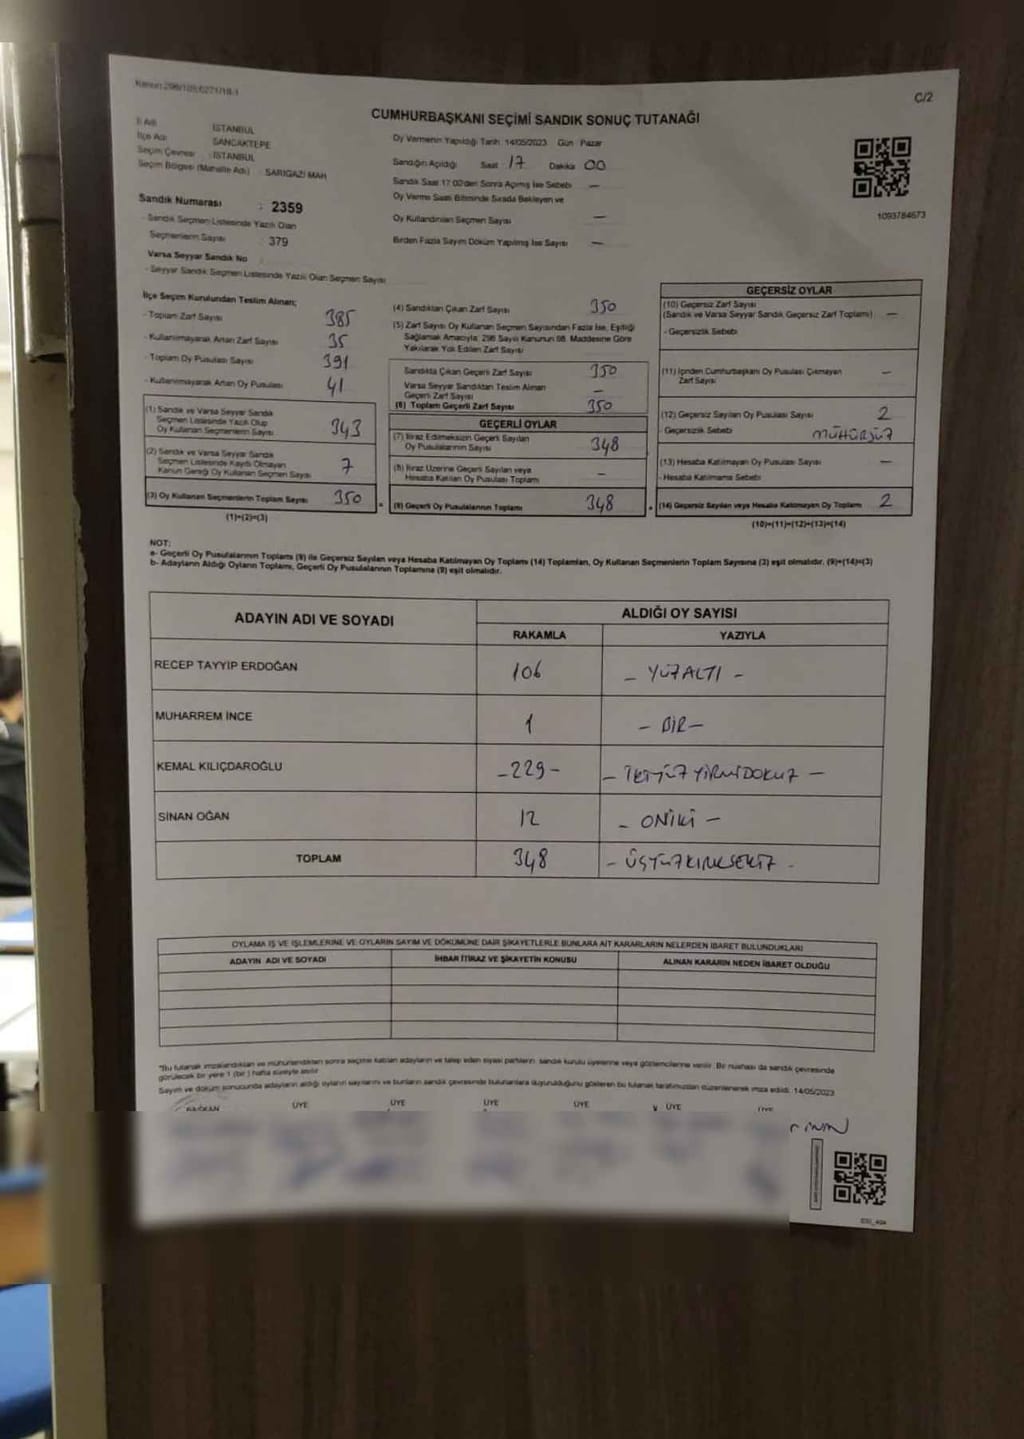 Kanun:298/105;6271/18-1
C/2
CUMHURBAŞKANI SEÇİMİ SANDIK SONUÇ TUTANAĞI
İl Adı : İSTANBUL
İlçe Adı : SANCAKTEPE
Seçim Çevresi : İSTANBUL
Seçim Bölgesi (Mahalle Adı) : SARIGAZİ MAH
Sandık Numarası : 2359
- Sandık Seçmen Listesinde Yazılı Olan
Seçmenlerin Sayısı : 379
Varsa Seyyar Sandık No
- Seyyar Sandık Seçmen Listesinde Yazılı Olan Seçmen Sayısı
Oy Vermenin Yapıldığı Tarih: 14/05/2023 Gün: Pazar
Sandığın Açıldığı Saat: 17 Dakika: 00
Sandık Saat 17:00'den Sonra Açılmış İse Sebebi : —
Oy Verme Saati Bitiminde Sırada Bekleyen ve
Oy Kullandırılan Seçmen Sayısı : —
Birden Fazla Sayım Döküm Yapılmış İse Sayısı : —
1093784673
İlçe Seçim Kurulundan Teslim Alınan;
- Toplam Zarf Sayısı : 385
- Kullanılmayarak Artan Zarf Sayısı : 35
- Toplam Oy Pusulası Sayısı : 391
- Kullanılmayarak Artan Oy Pusulası : 41
(1) Sandık ve Varsa Seyyar Sandık
Seçmen Listesinde Yazılı Olup
Oy Kullanan Seçmenlerin Sayısı : 343
(2) Sandık ve Varsa Seyyar Sandık
Seçmen Listesinde Kayıtlı Olmayan
Kanun Gereği Oy Kullanan Seçmen Sayısı : 7
(3) Oy Kullanan Seçmenlerin Toplam Sayısı : 350
(1)+(2)=(3)
(4) Sandıktan Çıkan Zarf Sayısı : 350
(5) Zarf Sayısı Oy Kullanan Seçmen Sayısından Fazla İse, Eşitliği
Sağlamak Amacıyla; 298 Sayılı Kanunun 98. Maddesine Göre
Yakılarak Yok Edilen Zarf Sayısı
Sandıkta Çıkan Geçerli Zarf Sayısı : 350
Varsa Seyyar Sandıktan Teslim Alınan
Geçerli Zarf Sayısı : —
(6) Toplam Geçerli Zarf Sayısı : 350
GEÇERLİ OYLAR
(7) İtiraz Edilmeksizin Geçerli Sayılan
Oy Pusulalarının Sayısı : 348
(8) İtiraz Üzerine Geçerli Sayılan veya
Hesaba Katılan Oy Pusulası Toplamı : —
(9) Geçerli Oy Pusulalarının Toplamı : 348
GEÇERSİZ OYLAR
(10) Geçersiz Zarf Sayısı
(Sandık ve Varsa Seyyar Sandık Geçersiz Zarf Toplamı) : —
- Geçersizlik Sebebi :
(11) İçinden Cumhurbaşkanı Oy Pusulası Çıkmayan
Zarf Sayısı : —
(12) Geçersiz Sayılan Oy Pusulası Sayısı : 2
- Geçersizlik Sebebi : MÜHÜRSÜZ
(13) Hesaba Katılmayan Oy Pusulası Sayısı : —
- Hesaba Katılmama Sebebi :
(14) Geçersiz Sayılan veya Hesaba Katılmayan Oy Toplamı : 2
(10)+(11)+(12)+(13)=(14)
NOT:
a- Geçerli Oy Pusulalarının Toplamı (9) ile Geçersiz Sayılan veya Hesaba Katılmayan Oy Toplamı (14) Toplamları, Oy Kullanan Seçmenlerin Toplam Sayısına (3) eşit olmalıdır. (9)+(14)=(3)
b- Adayların Aldığı Oyların Toplamı, Geçerli Oy Pusulalarının Toplamına (9) eşit olmalıdır.
ADAYIN ADI VE SOYADI ALDIĞI OY SAYISI
RAKAMLA YAZIYLA
RECEP TAYYIP ERDOĞAN 106 – YÜZALTI –
MUHARREM İNCE 1 – BİR –
KEMAL KILIÇDAROĞLU -229- – İKİYÜZ YİRMİDOKUZ –
SİNAN OĞAN 12 – ONİKİ –
TOPLAM 348 – ÜÇYÜZKIRKSEKİZ -
OYLAMA İŞ VE İŞLEMLERİNE VE OYLARIN SAYIM VE DÖKÜMÜNE DAİR ŞİKAYETLERLE BUNLARA AİT KARARLARIN NELERDEN İBARET BULUNDUKLARI
ADAYIN ADI VE SOYADI İHBAR İTİRAZ VE ŞİKAYETİN KONUSU ALINAN KARARIN NEDEN İBARET OLDUĞU
"Bu tutanak imzalandıktan ve mühürlendikten sonra seçime katılan adayların ve talep eden siyasi partilerin sandık kurulu üyelerine veya gözlemcilerine verilir. Bir nüshası da sandık çevresinde
görülecek bir yere 1 (bir) hafta süreyle asılır
Sayım ve döküm sonucunda adayların aldığı oyların sayılarını ve bunların sandık çevresinde bulunanlara duyurulduğunu gösteren bu tutanak tarafımızdan düzenlenerek imza edildi. 14/05/2023
BAŞKAN ÜYE ÜYE ÜYE ÜYE ÜYE ÜYE